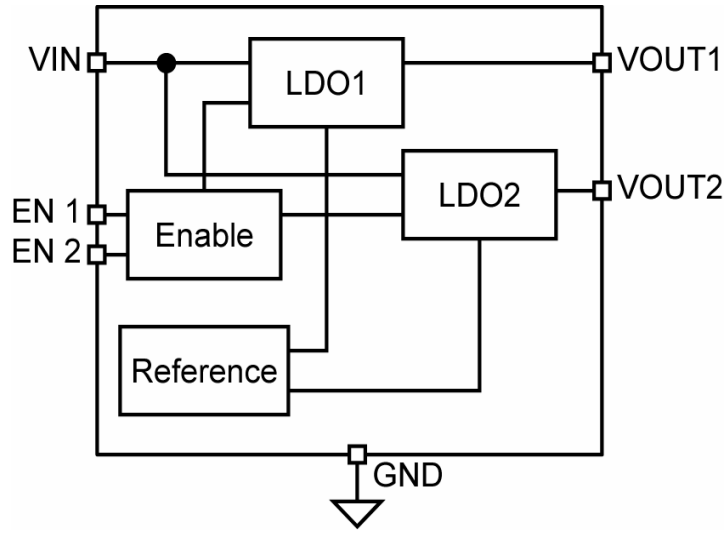 VIN
LDO1
VOUT1
LDO2
VOUT2
EN 1
EN 2
Enable
Reference
GND